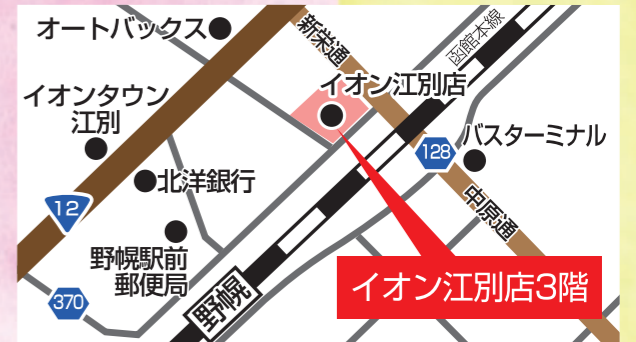 オートバックス
新栄通
函館本線
イオンタウン
江別
イオン江別店
128
バスターミナル
北洋銀行
12
中原通
野幌駅前
郵便局
370
野幌
イオン江別店3階